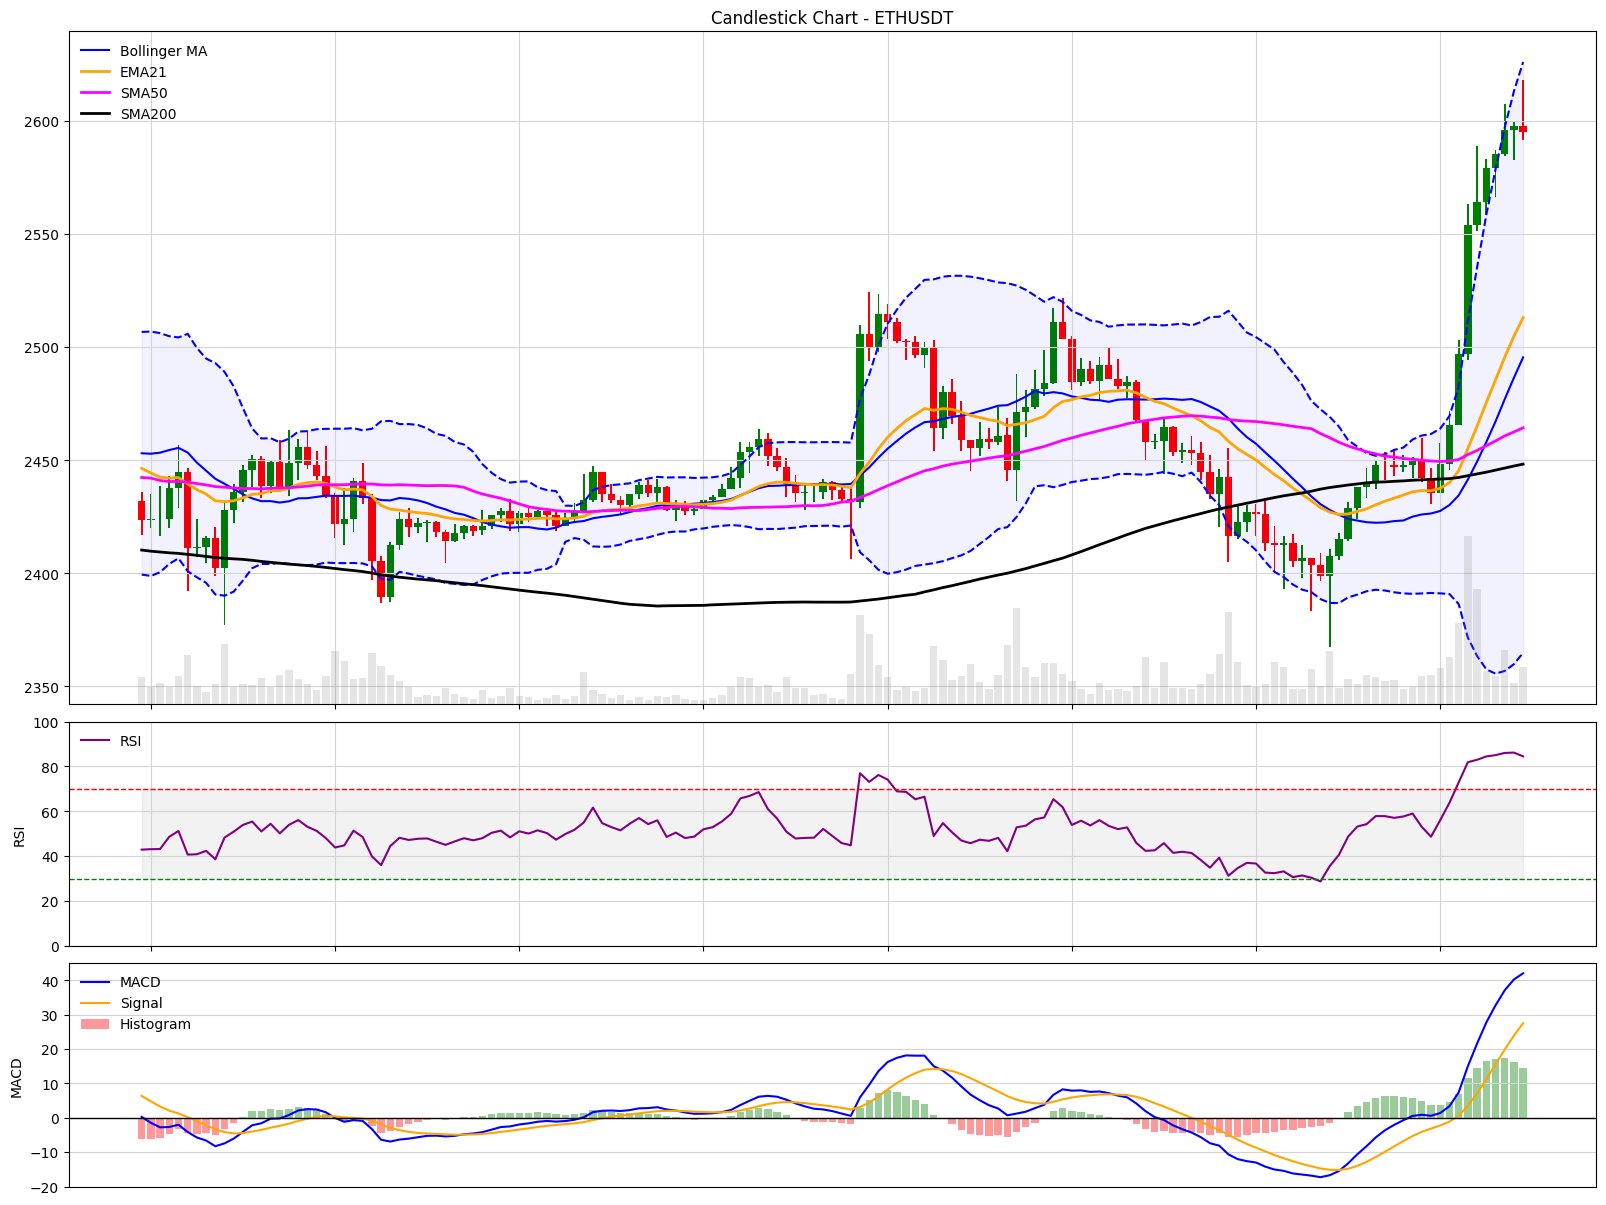 Candlestick Chart - ETHUSDT
Bollinger MA
EMA21
SMA50
SMA200
2600
2550
2500
2450
2400
2350
RSI
100
80
60
40
20
0
RSI
MACD
Signal
Histogram
40
30
20
10
0
−10
−20
MACD